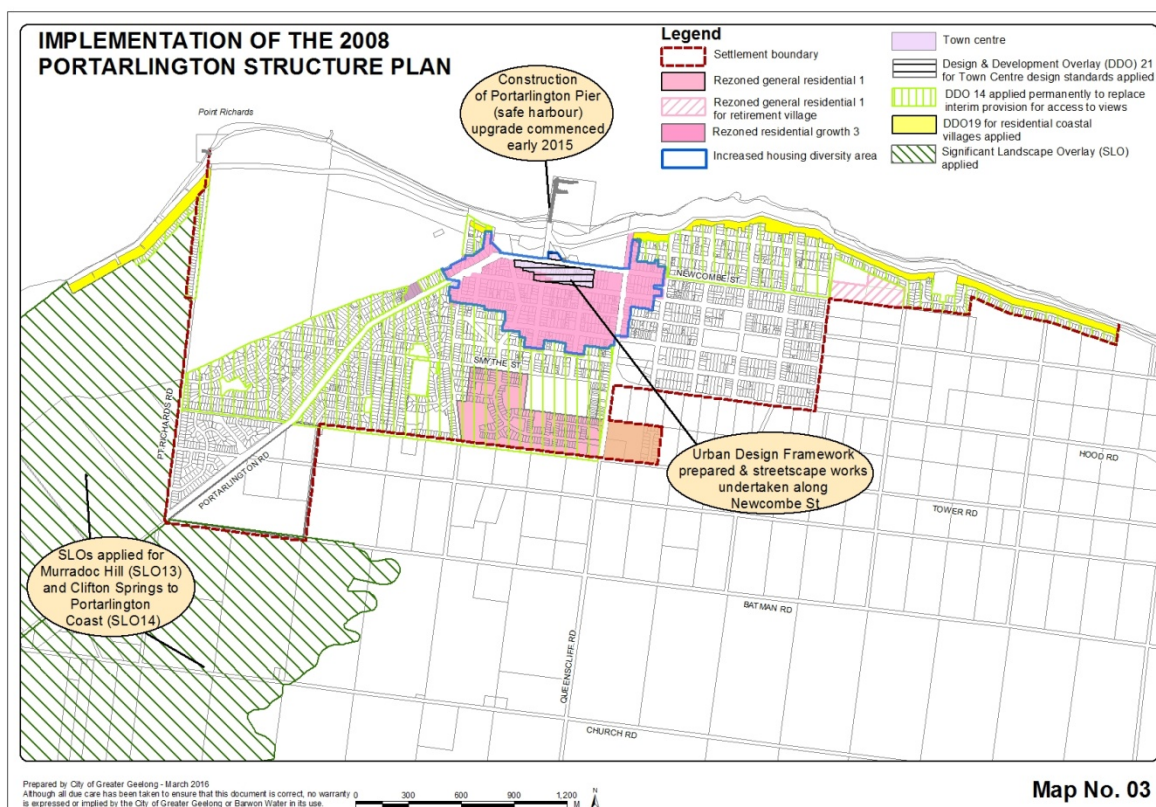 IMPLEMENTATION OF THE 2008
PORTARLINGTON STRUCTURE PLAN
Legend
Settlement boundary
Rezoned general residential 1
Rezoned general residential 1
for retirement village
Rezoned residential growth 3
Increased housing diversity area
Town centre
Design & Development Overlay (DDO) 21
for Town Centre design standards applied
DDO 14 applied permanently to replace
interim provision for access to views
DDO19 for residential coastal
villages applied
Significant Landscape Overlay (SLO)
applied
Construction
of Portarlington Pier
(safe harbour)
upgrade commenced
early 2015
Point Richards
NEWCOMBE ST
SMYTHE ST
PT.RICHARDS RD
PORTARLINGTON RD
Urban Design Framework
prepared & streetscape works
undertaken along
Newcombe St
HOOD RD
TOWER RD
SLOs applied for
Murradoc Hill (SLO13)
and Clifton Springs to
Portarlington
Coast (SLO14)
BATMAN RD
QUEENSCLIFF RD
CHURCH RD
Prepared by City of Greater Geelong - March 2016
Although all due care has been taken to ensure that this document is correct, no warranty
is expressed or implied by the City of Greater Geelong or Barwon Water in its use.
0 300 600 900 1,200
M
N
Map No. 03